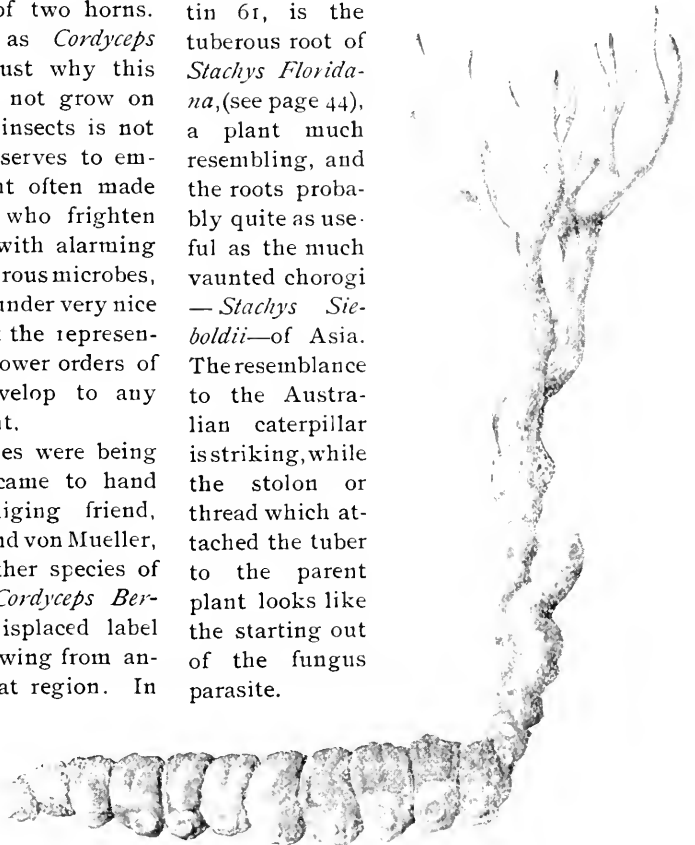 of two horns.
as Cordyceps
ust why this
not grow on
insects is not
serves to em-
nt often made
who frighten
with alarming
rous microbes,
under very nice
the represen-
ower orders of
velop to any
t.
es were being
came to hand
iging friend,
nd von Mueller,
ther species of
Cordyceps Ber-
isplaced label
wing from an-
at region. In
tin 61, is the
tuberous root of
Stachys Florida-
na, (see page 44),
a plant much
resembling, and
the roots proba-
bly quite as use-
ful as the much
vaunted chorogi
— Stachys Sie-
boldii—of Asia.
The resemblance
to the Austra-
lian caterpillar
is striking, while
the stolon or
thread which at-
tached the tuber
to the parent
plant looks like
the starting out
of the fungus
parasite.